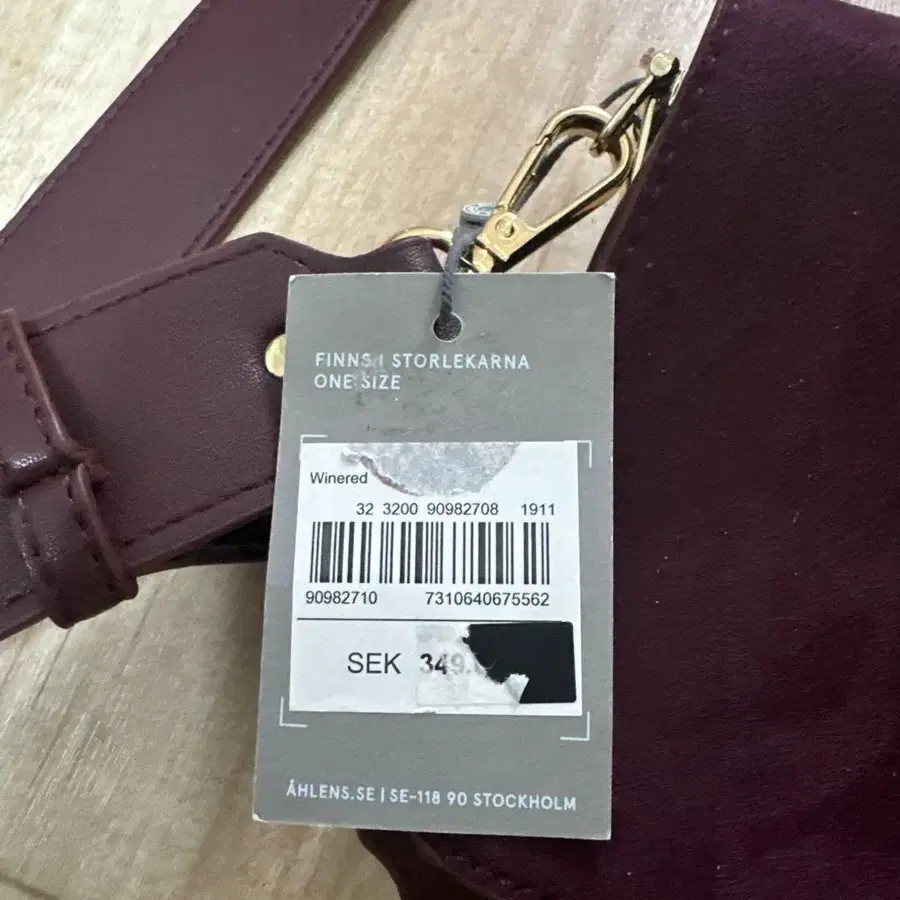 FINNS I STORLEKARNA
ONE SIZE
Winered
32 3200 90982708 1911
90982710 7310640675562
SEK 349.
ÅHLENS.SE | SE-118 90 STOCKHOLM